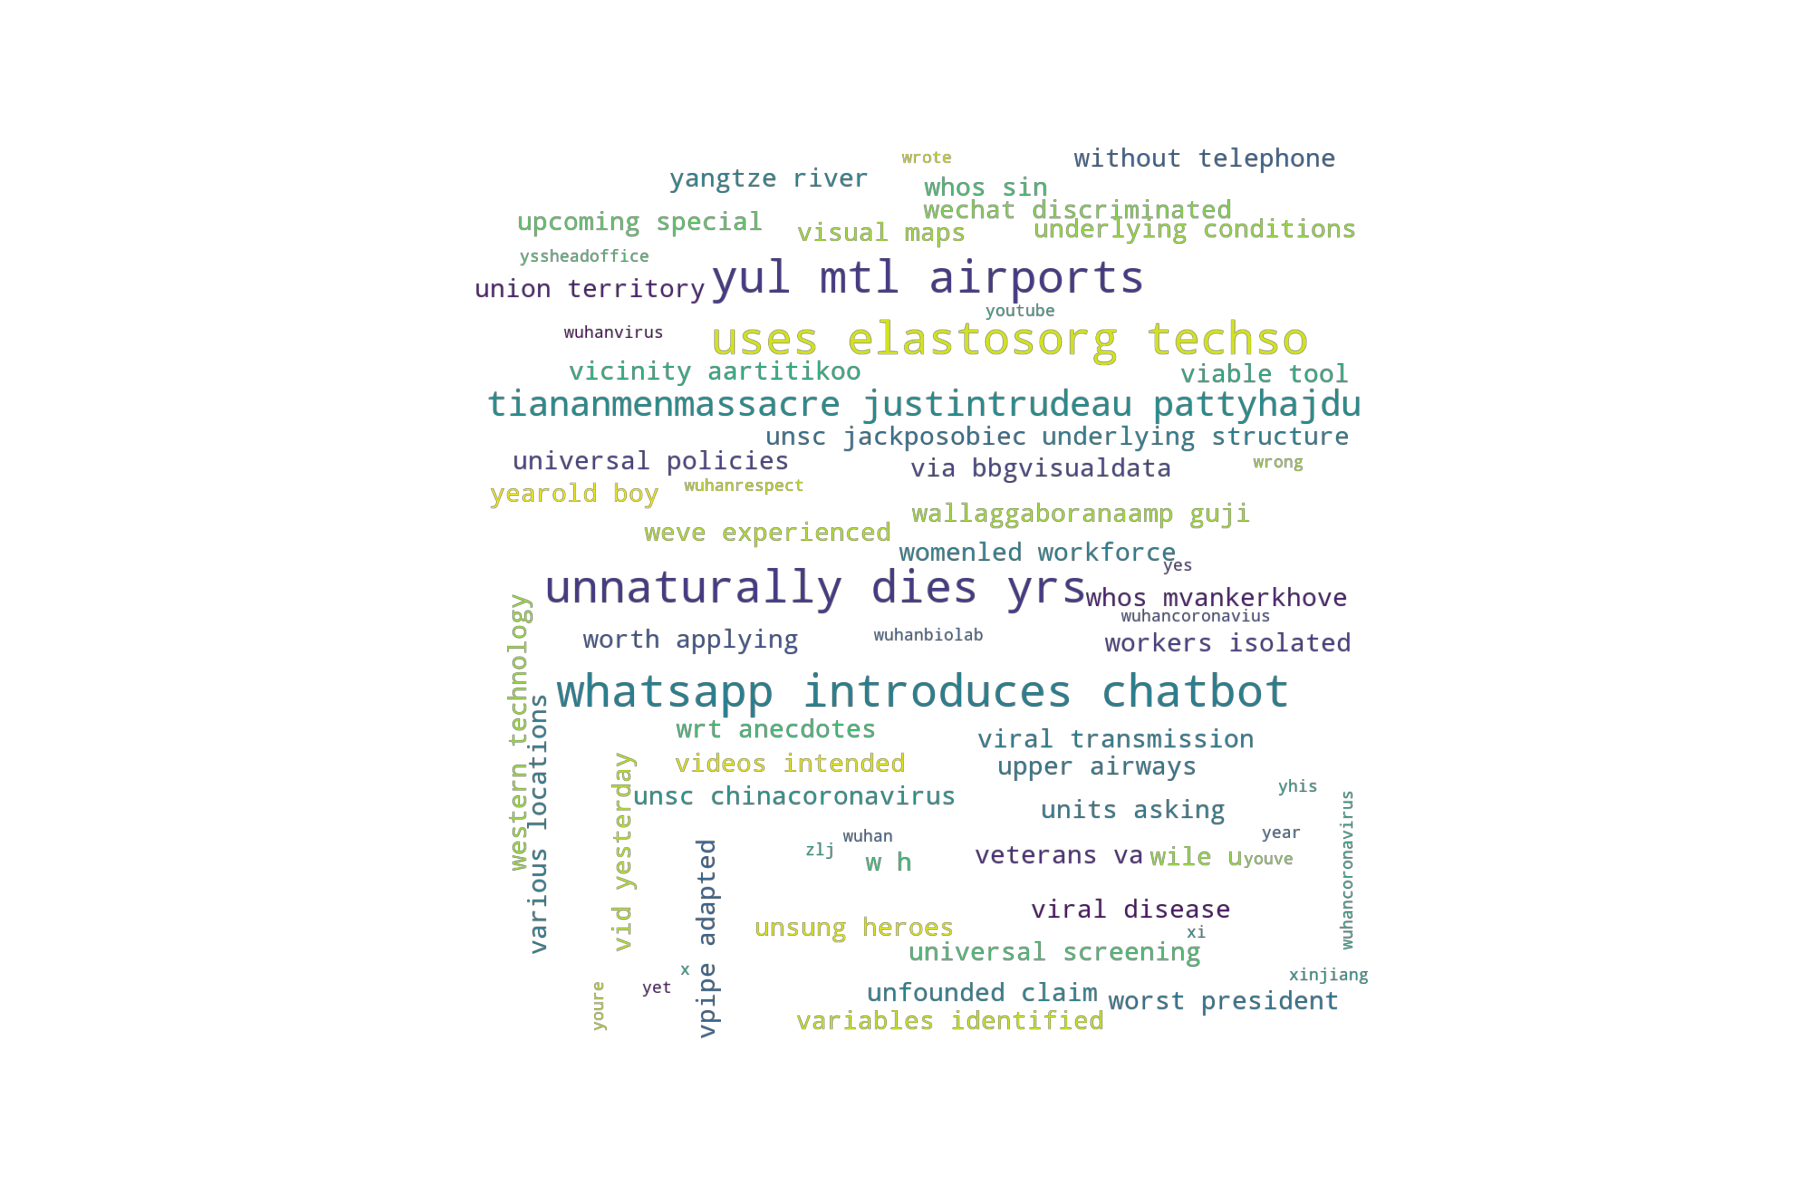 wrote
without telephone
yangtze river
whos sin
wechat discriminated
upcoming special
visual maps
underlying conditions
yssheadoffice
yul mtl airports
union territory
youtube
wuhanvirus
uses elastosorg techso
vicinity aartitikoo
viable tool
tiananmenmassacre justintrudeau pattyhajdu
unsc jackposobiec
underlying structure
universal policies
via bbgvisualdata
wrong
yearold boy
wuhanrespect
wallaggaboranaamp guji
weve experienced
womenled workforce
yes
unnaturally dies yrs
whos mvankerkhove
wuhancoronavius
worth applying
wuhanbiolab
workers isolated
western technology
whatsapp introduces chatbot
various locations
wrt anecdotes
viral transmission
videos intended
upper airways
vid yesterday
unsc chinacoronavirus
yhis
units asking
wuhancoronavirus
wuhan
year
zlj
w h
veterans va
wile u
youve
vpipe adapted
viral disease
unsung heroes
xi
universal screening
x
xinjiang
yet
youre
unfounded claim
worst president
variables identified